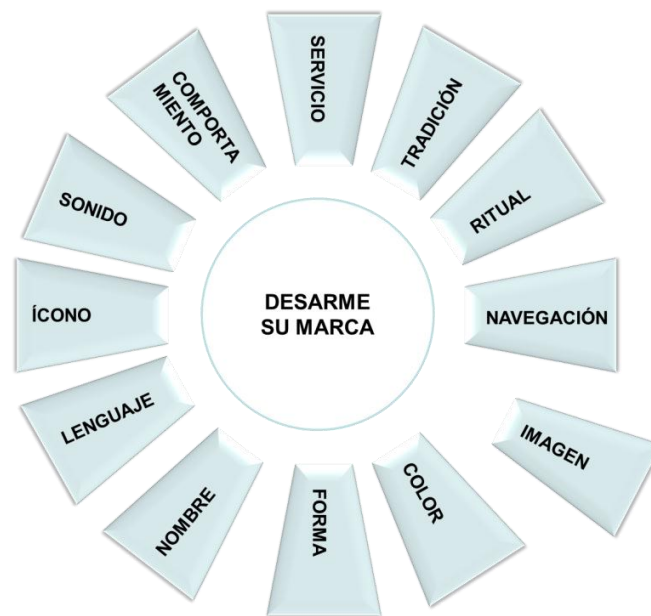 SERVICIO
TRADICIÓN
RITUAL
NAVEGACIÓN
IMAGEN
COLOR
FORMA
NOMBRE
LENGUAJE
ÍCONO
SONIDO
COMPORTA
MIENTO
DESARME
SU MARCA